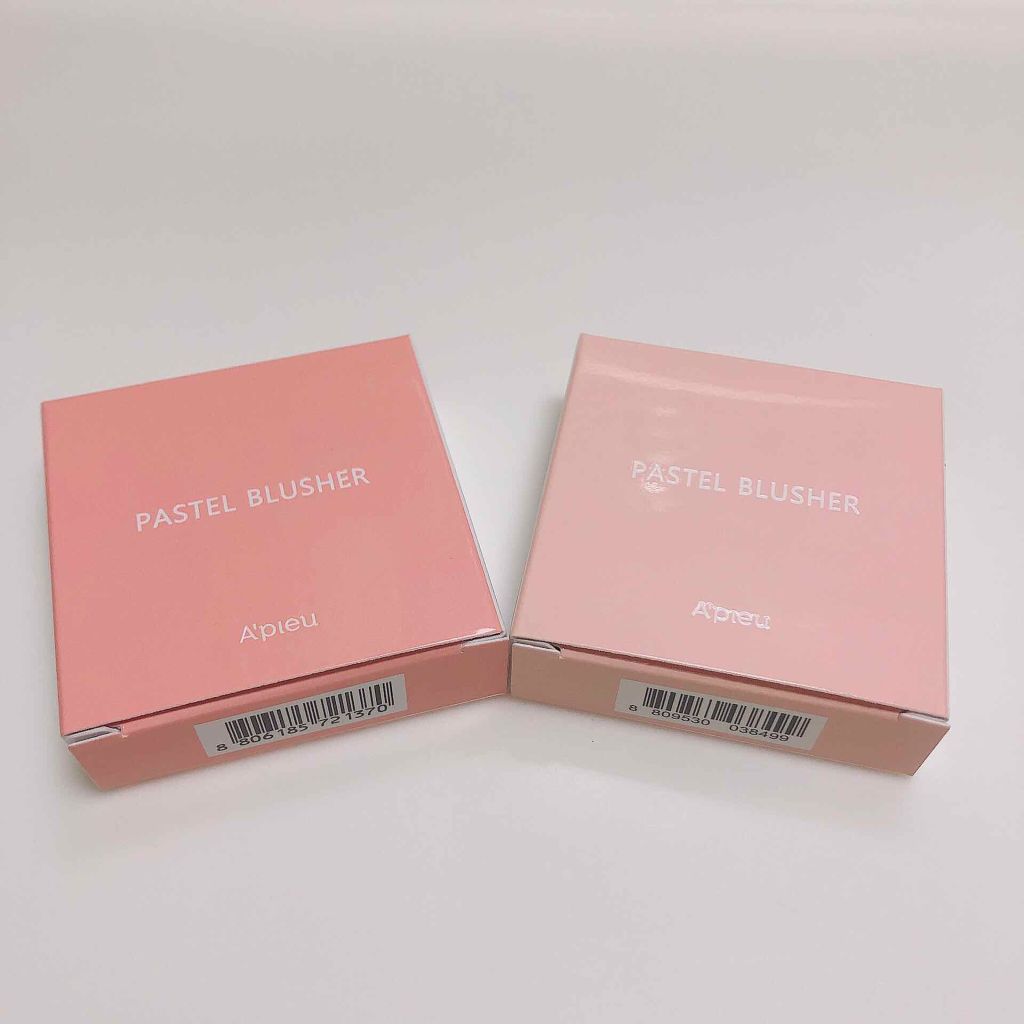 PASTEL BLUSHER
A'pieu
8 806185 721370
PASTEL BLUSHER
A'pieu
8 809530 038499